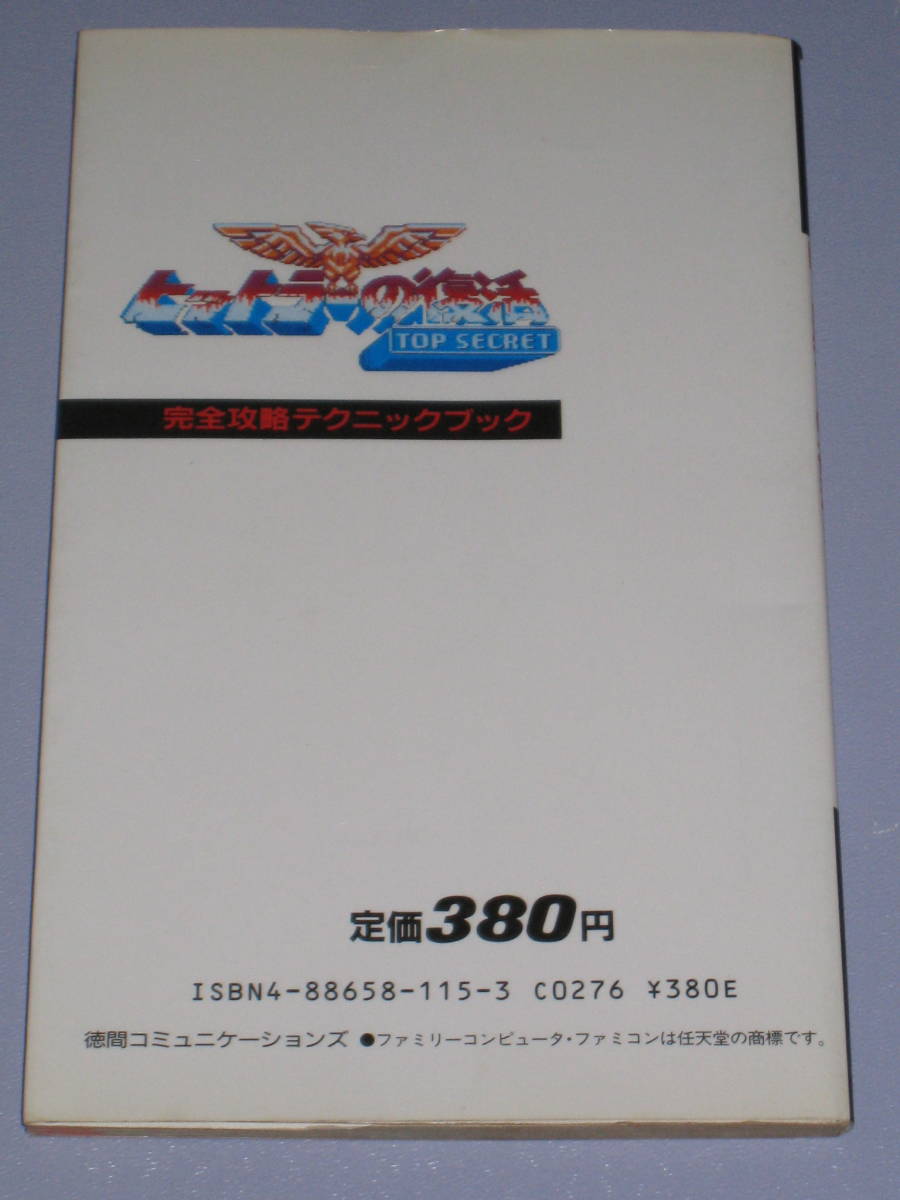 ヒットラーの復活
TOP SECRET
完全攻略テクニックブック
定価380円
ISBN4-88658-115-3 C0276 ¥380E
徳間コミュニケーションズ ●ファミリーコンピュータ・ファミコンは任天堂の商標です。